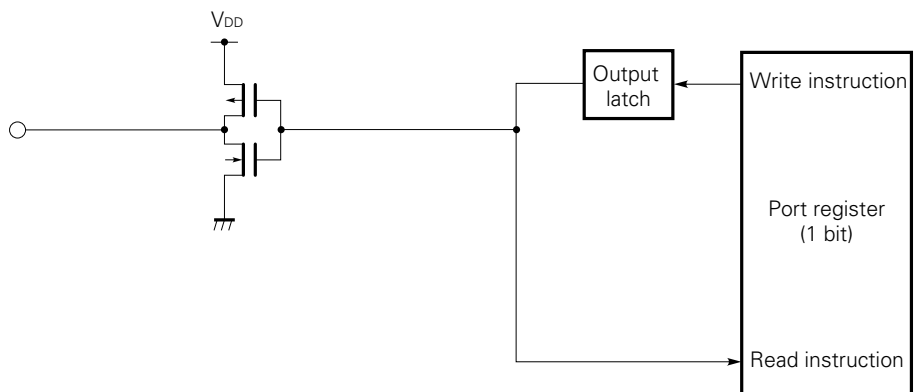 VDD
Output
latch
Write instruction
Port register
(1 bit)
Read instruction